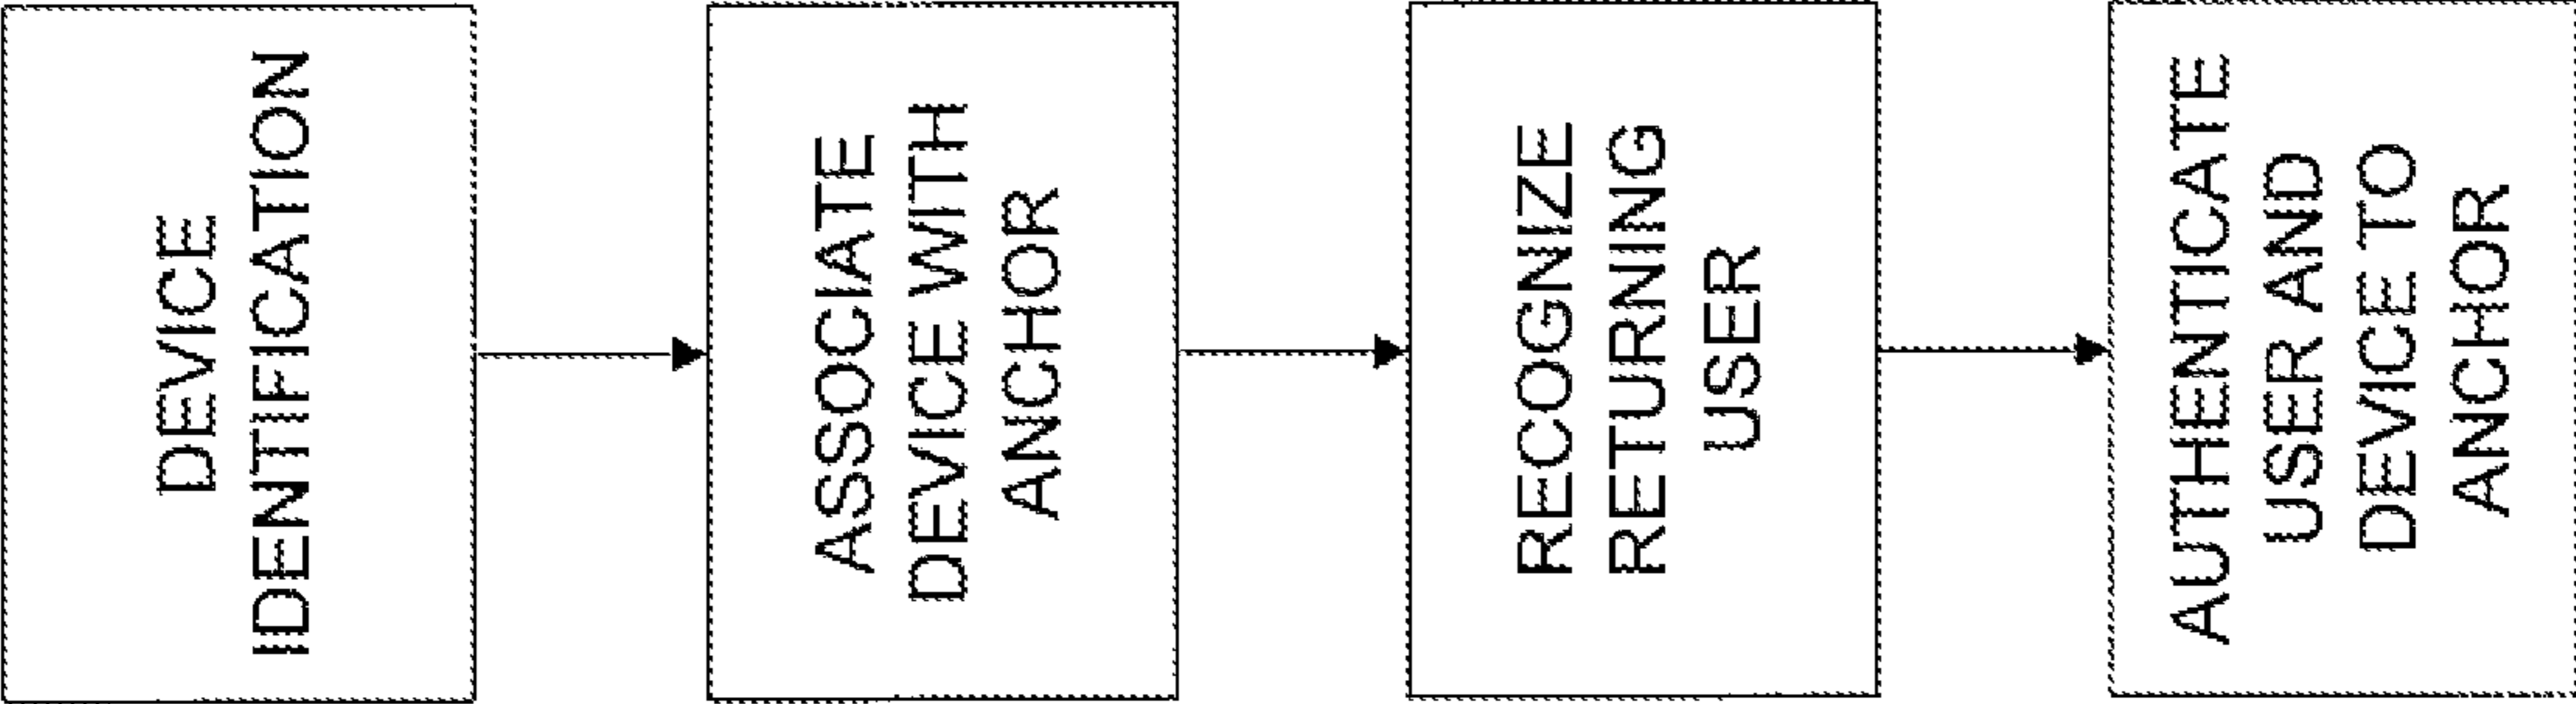 DEVICE
IDENTIFICATION
ASSOCIATE
DEVICE WITH
ANCHOR
RECOGNIZE
RETURNING
USER
AUTHENTICATE
USER AND
DEVICE TO
ANCHOR